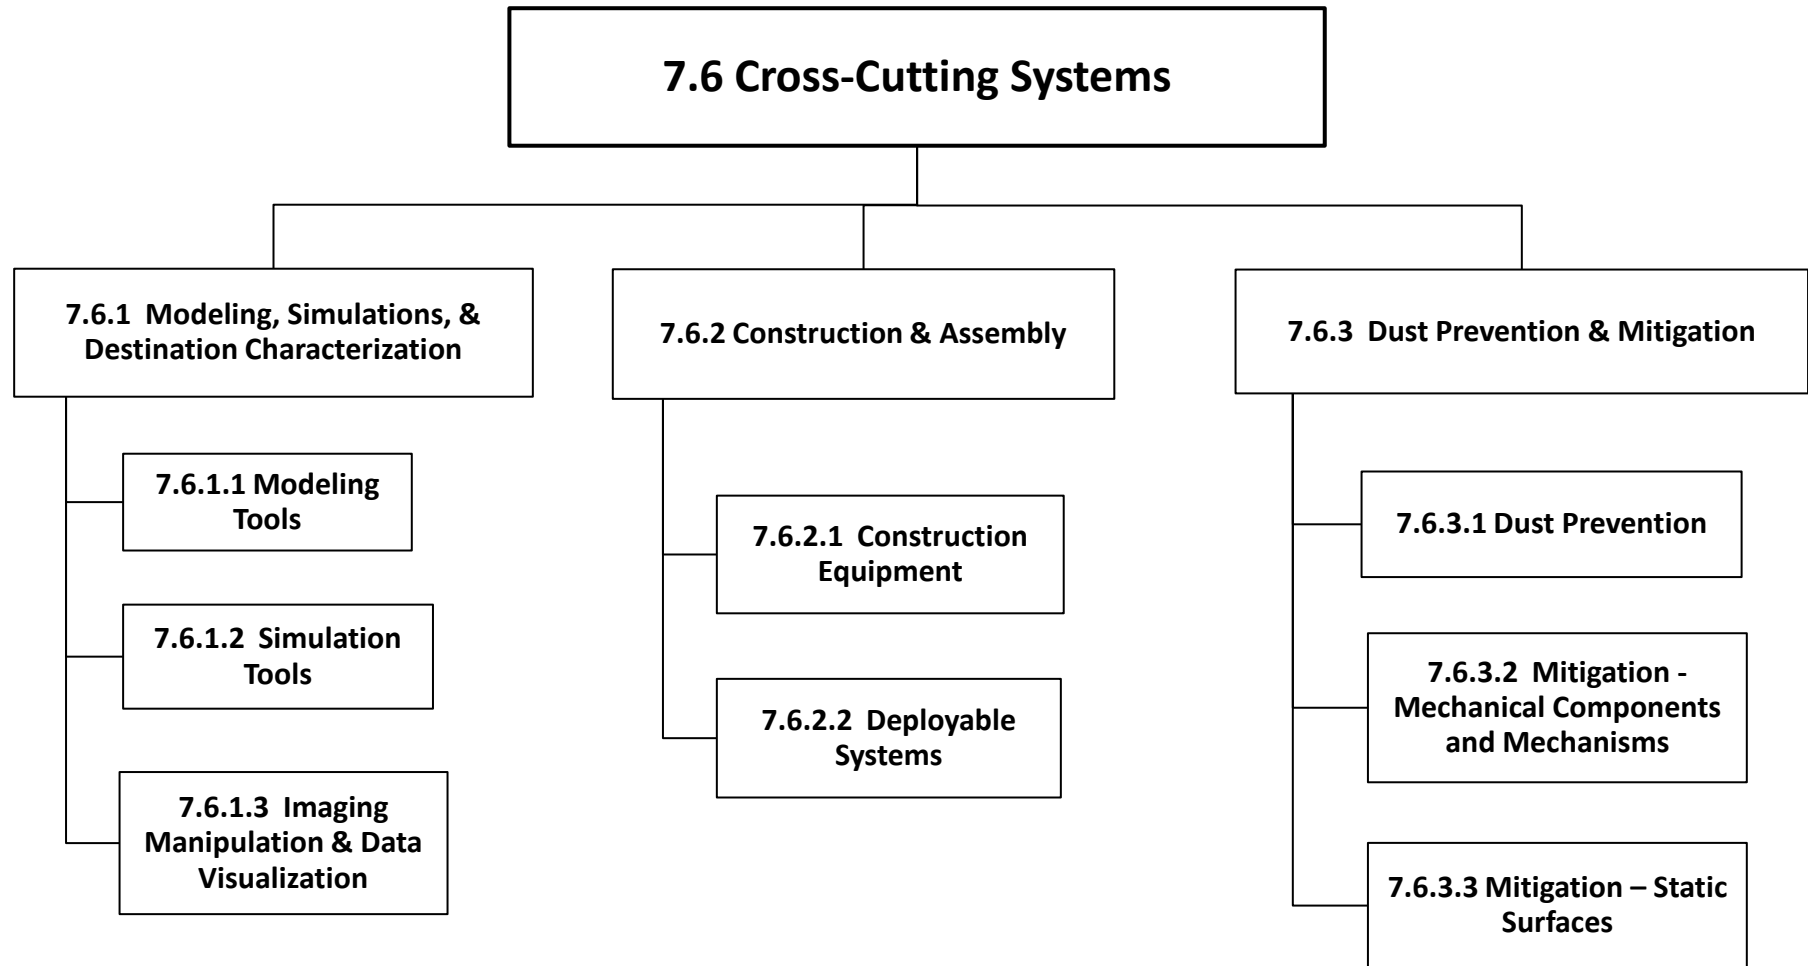 7.6 Cross-Cutting Systems
7.6.1  Modeling, Simulations, &
Destination Characterization
7.6.1.1 Modeling
Tools
7.6.1.2  Simulation
Tools
7.6.1.3  Imaging
Manipulation & Data
Visualization
7.6.2 Construction & Assembly
7.6.2.1  Construction
Equipment
7.6.2.2  Deployable
Systems
7.6.3  Dust Prevention & Mitigation
7.6.3.1 Dust Prevention
7.6.3.2  Mitigation -
Mechanical Components
and Mechanisms
7.6.3.3 Mitigation – Static
Surfaces